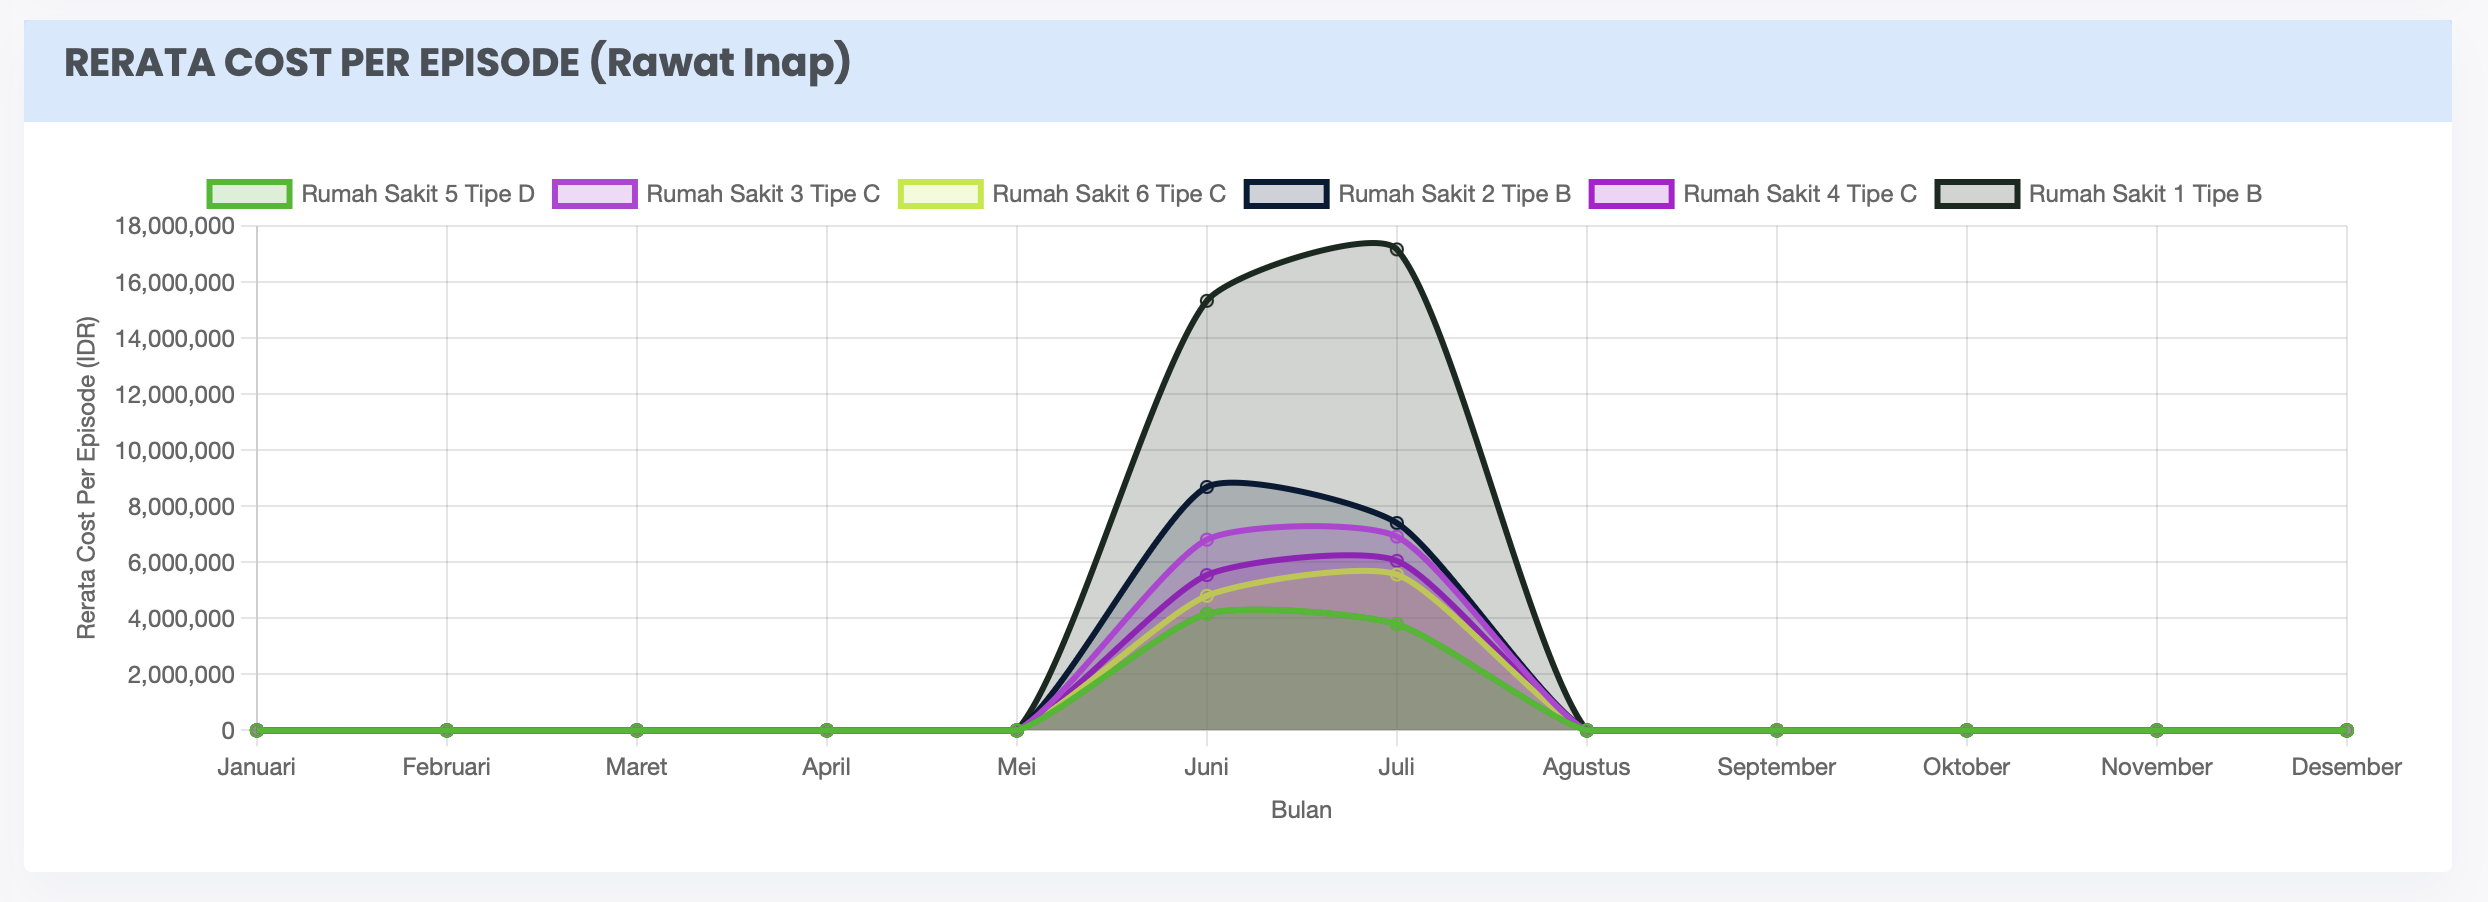 RERATA COST PER EPISODE (Rawat Inap)
Rumah Sakit 5 Tipe D Rumah Sakit 3 Tipe C Rumah Sakit 6 Tipe C Rumah Sakit 2 Tipe B Rumah Sakit 4 Tipe C Rumah Sakit 1 Tipe B
Rerata Cost Per Episode (IDR)
18,000,000
16,000,000
14,000,000
12,000,000
10,000,000
8,000,000
6,000,000
4,000,000
2,000,000
0
Januari Februari Maret April Mei Juni Juli Agustus September Oktober November Desember
Bulan